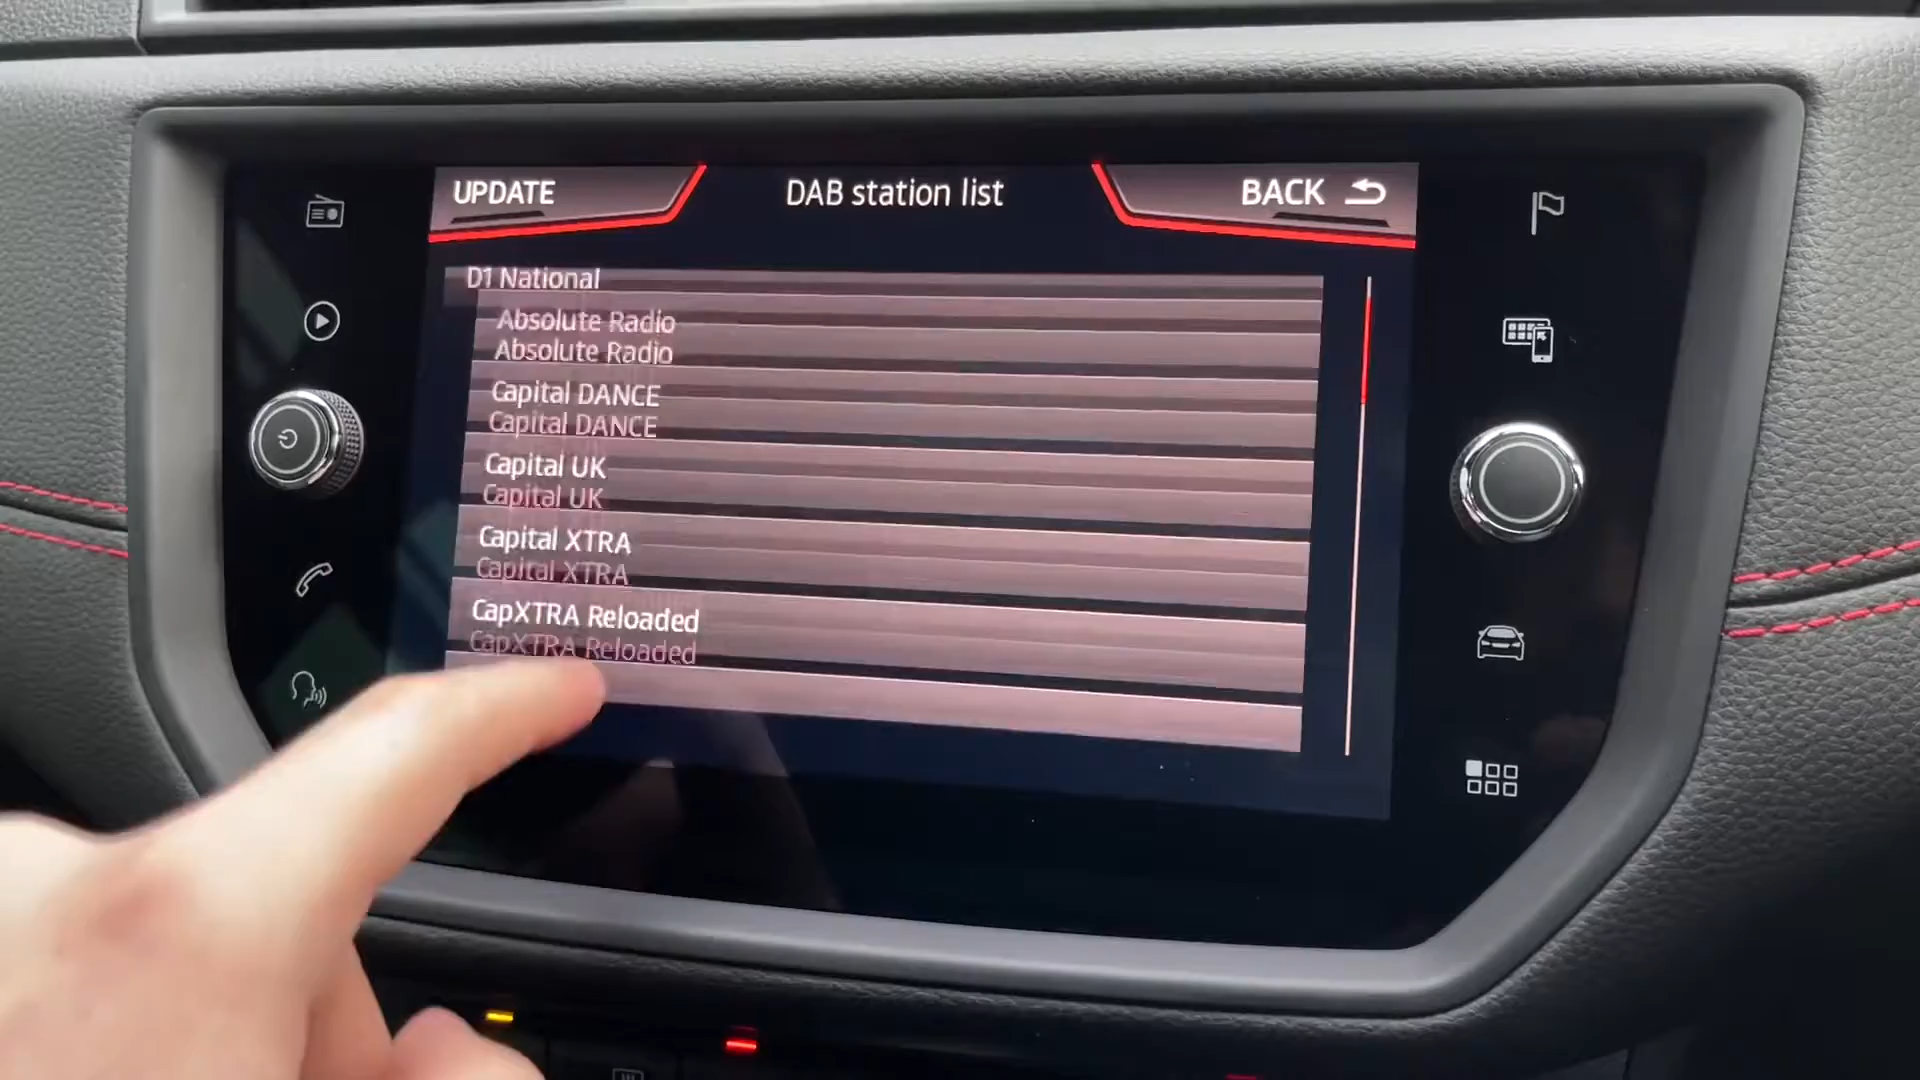 UPDATE
DAB station list
BACK
D1 National
Absolute Radio
Absolute Radio
Capital DANCE
Capital DANCE
Capital UK
Capital UK
Capital XTRA
Capital XTRA
CapXTRA Reloaded
CapXTRA Reloaded